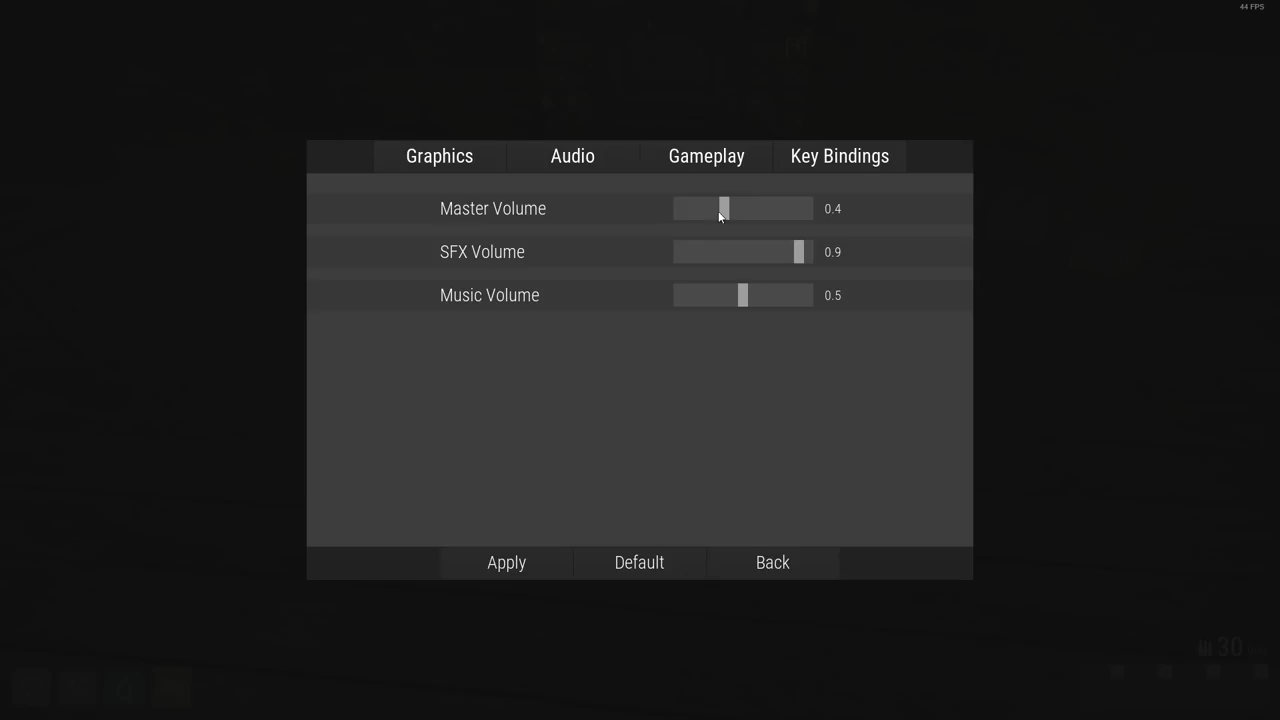 44 FPS
Graphics Audio Gameplay Key Bindings
Master Volume 0.4
SFX Volume 0.9
Music Volume 0.5
Apply Default Back
30